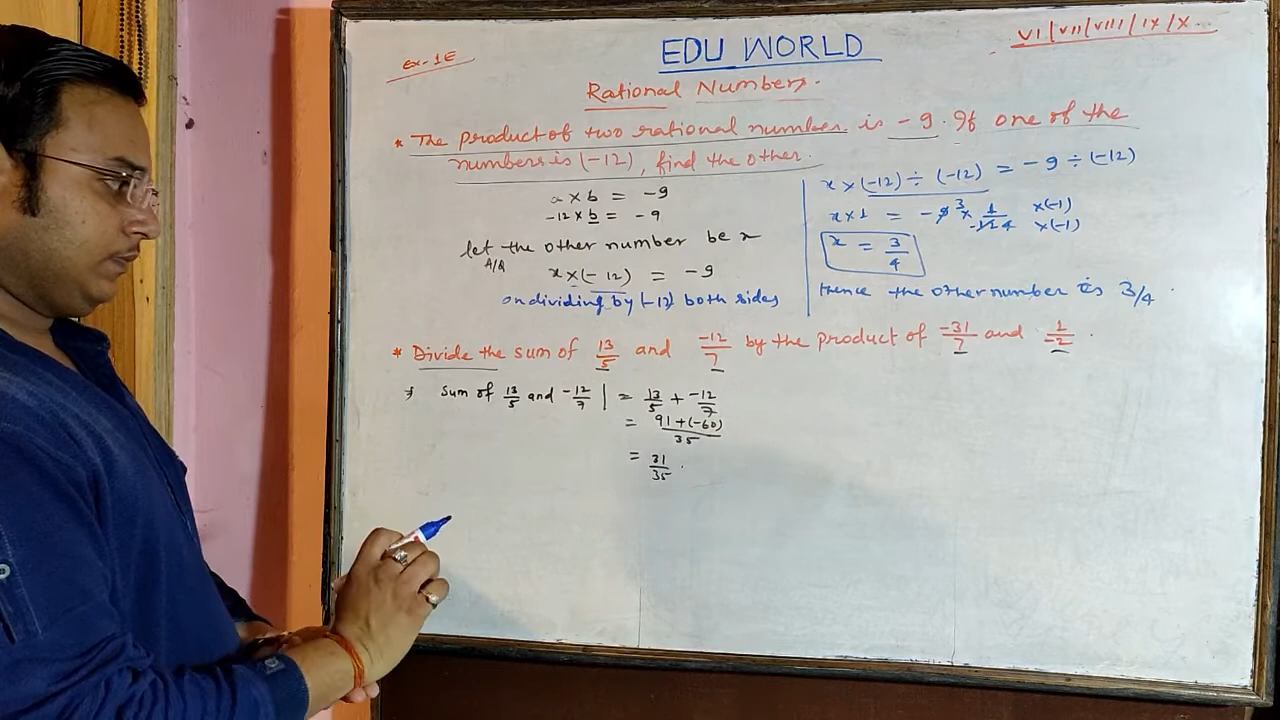 Ex-1E
EDU WORLD
VI/VII/VIII/IX/X
Rational Numbers.
* The product of two rational number is -9. If one of the
numbers is (-12), find the other.
a × b = -9
-12 × b = -9
let the other number be x
A/Q
x × (-12) = -9
on dividing by (-12) both sides
x × (-12) ÷ (-12) = -9 ÷ (-12)
x × 1 = -9 3 × 1/-12 4 ×(-1) ×(-1)
x = 3/4
Hence the other number is 3/4
* Divide the sum of 13/5 and -12/7 by the product of -31/7 and 1/-2.
Sum of 13/5 and -12/7 | = 13/5 + -12/7
= 91+(-60)/35
= 31/35.